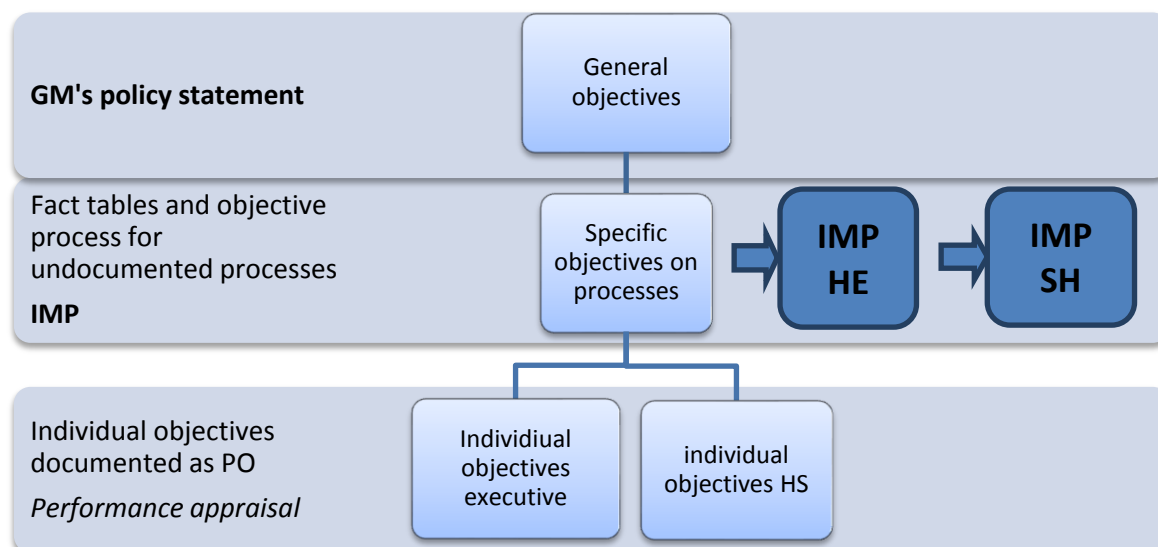 GM's policy statement
General
objectives
Fact tables and objective
process for
undocumented processes
IMP
Specific
objectives on
processes
IMP
HE
IMP
SH
Individual objectives
documented as PO
Performance appraisal
Individiual
objectives
executive
individual
objectives HS